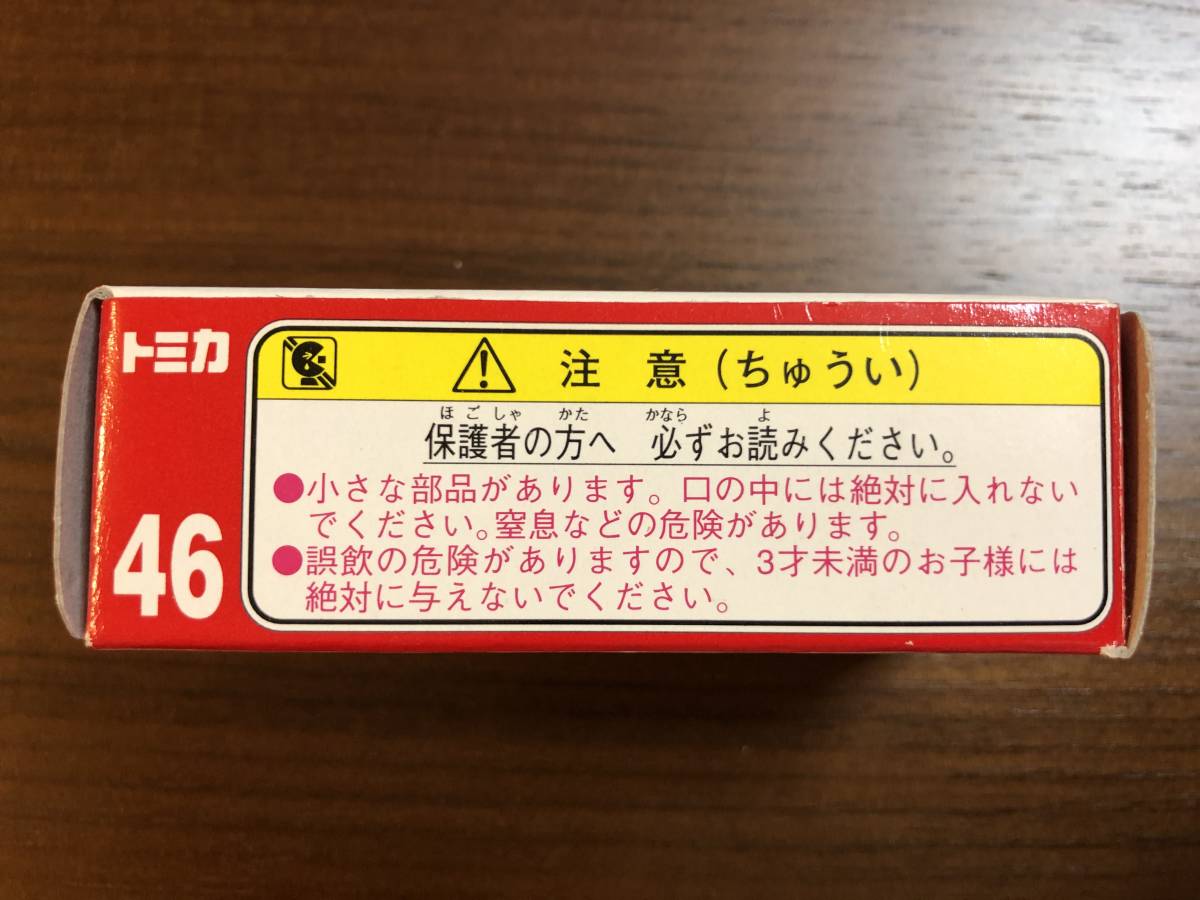 トミカ
46
注 意（ちゅうい）
ほごしゃ かた かなら よ
保護者の方へ 必ずお読みください。
●小さな部品があります。口の中には絶対に入れない
でください。窒息などの危険があります。
●誤飲の危険がありますので、3才未満のお子様には
絶対に与えないでください。